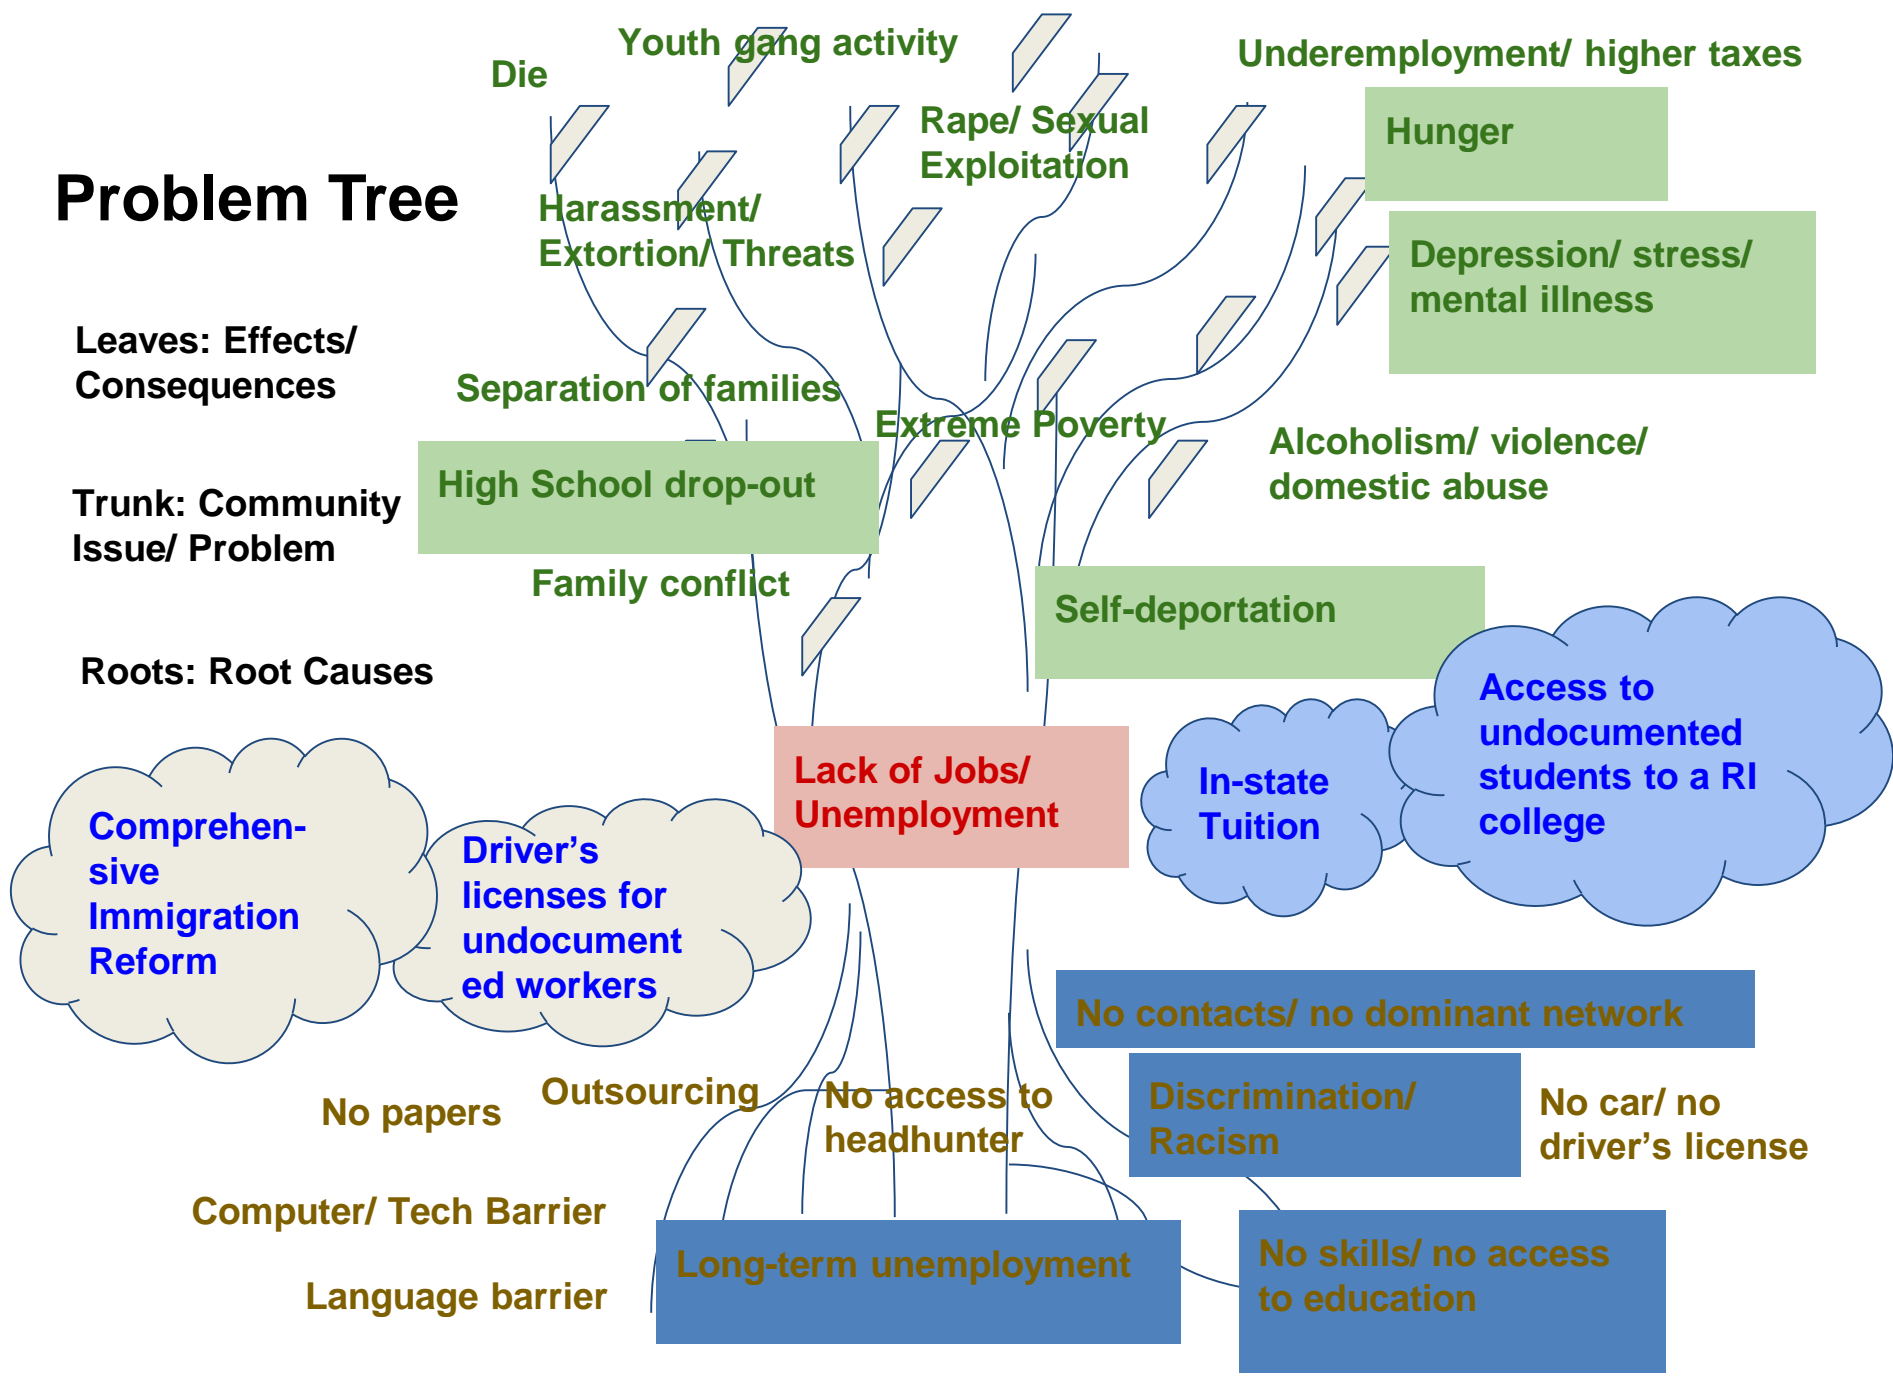 Youth gang activity
Die
Underemployment/ higher taxes
Rape/ Sexual
Exploitation
Hunger
Problem Tree
Harassment/
Extortion/ Threats
Depression/ stress/
mental illness
Leaves: Effects/
Consequences
Separation of families
Extreme Poverty
Alcoholism/ violence/
domestic abuse
High School drop-out
Trunk: Community
Issue/ Problem
Family conflict
Self-deportation
Roots: Root Causes
Access to
undocumented
students to a RI
college
Lack of Jobs/
Unemployment
In-state
Tuition
Comprehen-
sive
Immigration
Reform
Driver’s
licenses for
undocument
ed workers
No contacts/ no dominant network
Outsourcing
No papers
No access to
headhunter
Discrimination/
Racism
No car/ no
driver’s license
Computer/ Tech Barrier
Long-term unemployment
No skills/ no access
to education
Language barrier